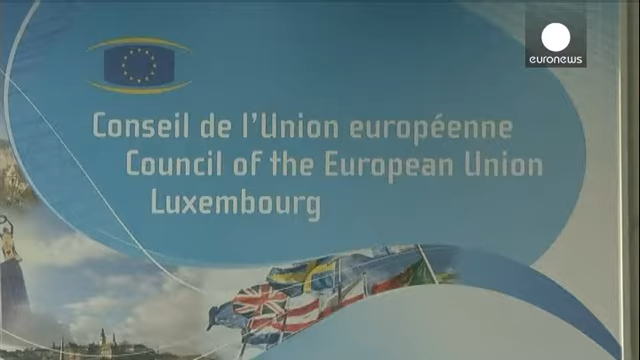 euronews
Conseil de l'Union européenne
Council of the European Union
Luxembourg